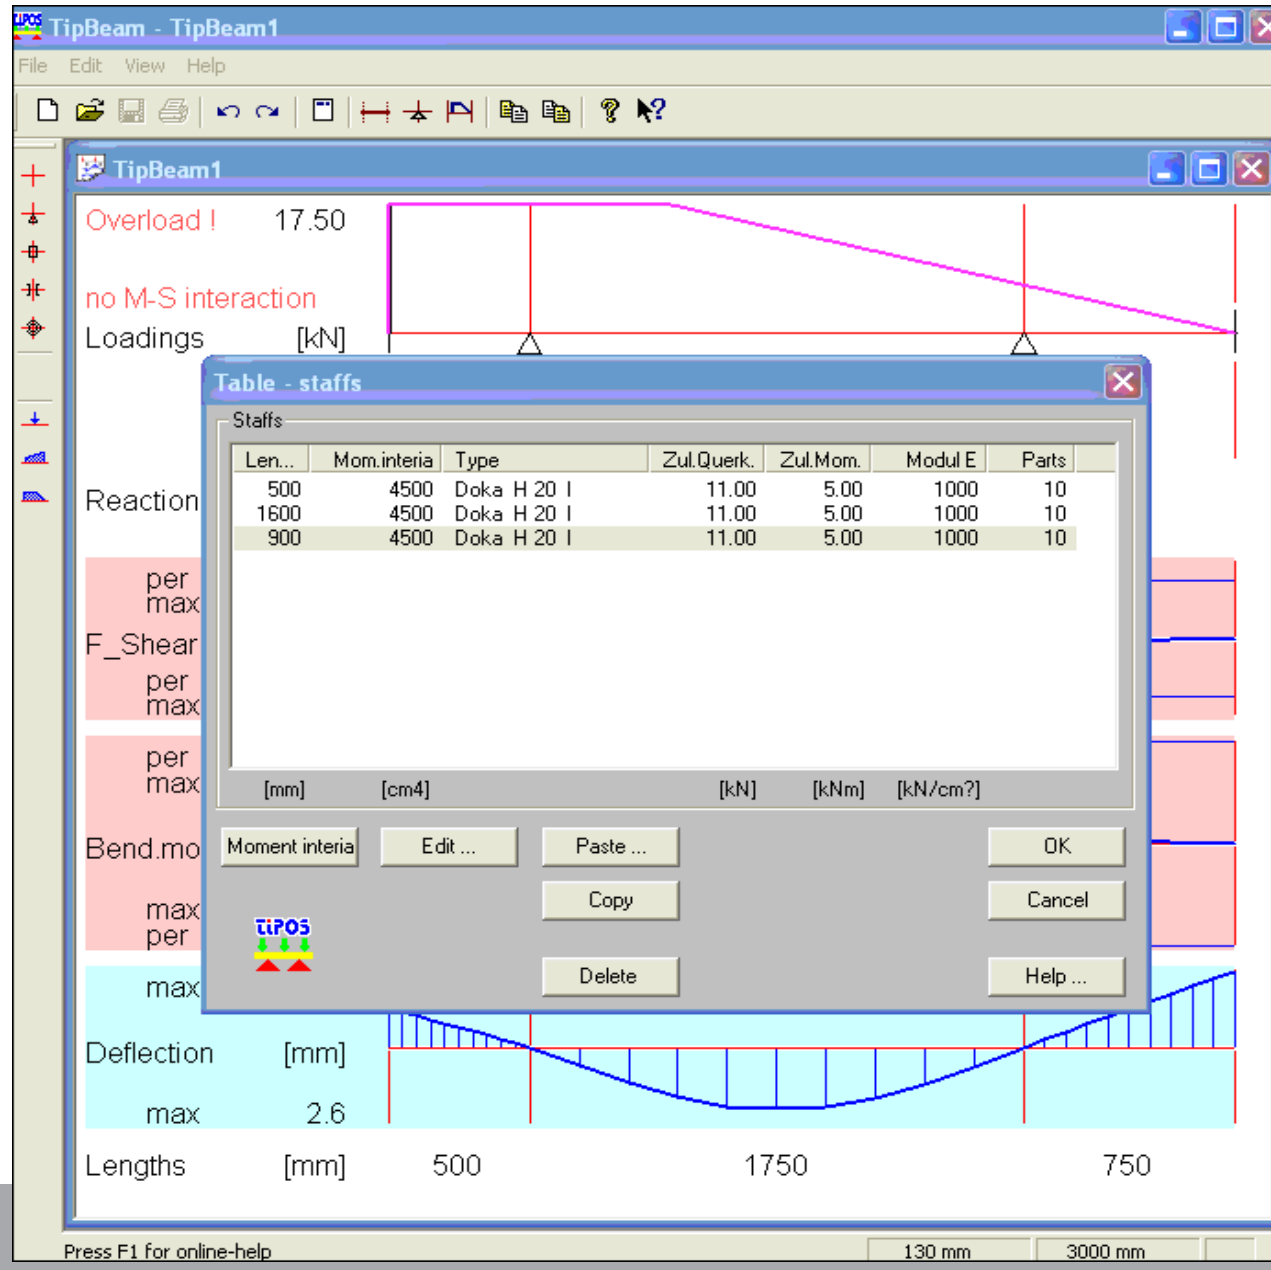 TiPOS TipBeam - TipBeam1
File Edit View Help
TipBeam1
Overload ! 17.50
no M-S interaction
Loadings [kN]
Table - staffs
Staffs
Len... Mom.interia Type Zul.Querk. Zul.Mom. Modul E Parts
500 4500 Doka H 20 I 11.00 5.00 1000 10
1600 4500 Doka H 20 I 11.00 5.00 1000 10
900 4500 Doka H 20 I 11.00 5.00 1000 10
[mm] [cm4] [kN] [kNm] [kN/cm?]
Moment interia Edit ... Paste ... OK
Copy Cancel
TiPOS
Delete Help ...
Reaction
per
max
F_Shear
per
max
per
max
Bend.mo
max
per
max
Deflection [mm]
max 2.6
Lengths [mm] 500 1750 750
Press F1 for online-help 130 mm 3000 mm